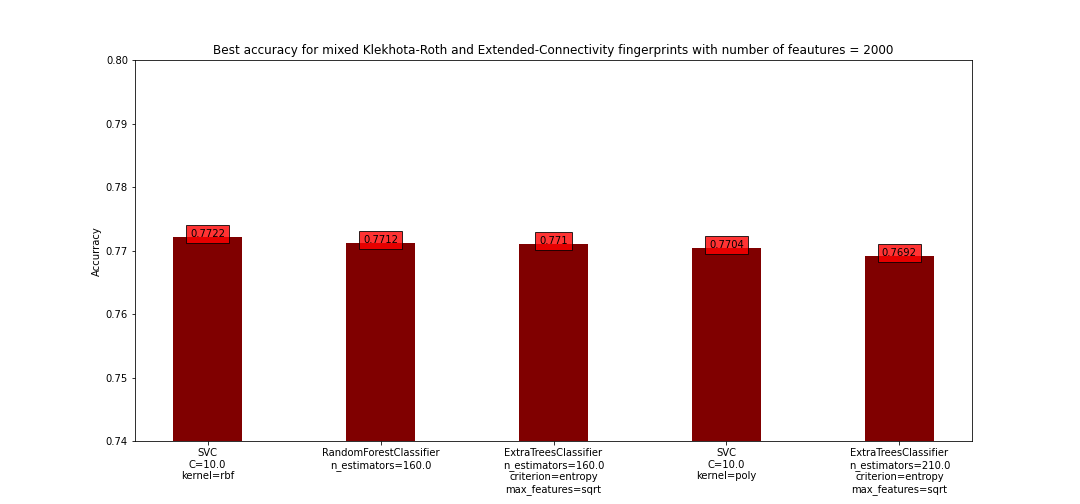 Best accuracy for mixed Klekhota-Roth and Extended-Connectivity fingerprints with number of feautures = 2000
0.80
0.79
0.78
0.77
0.76
0.75
0.74
Accurracy
0.7722
0.7712
0.771
0.7704
0.7692
SVC
C=10.0
kernel=rbf
RandomForestClassifier
n_estimators=160.0
ExtraTreesClassifier
n_estimators=160.0
criterion=entropy
max_features=sqrt
SVC
C=10.0
kernel=poly
ExtraTreesClassifier
n_estimators=210.0
criterion=entropy
max_features=sqrt